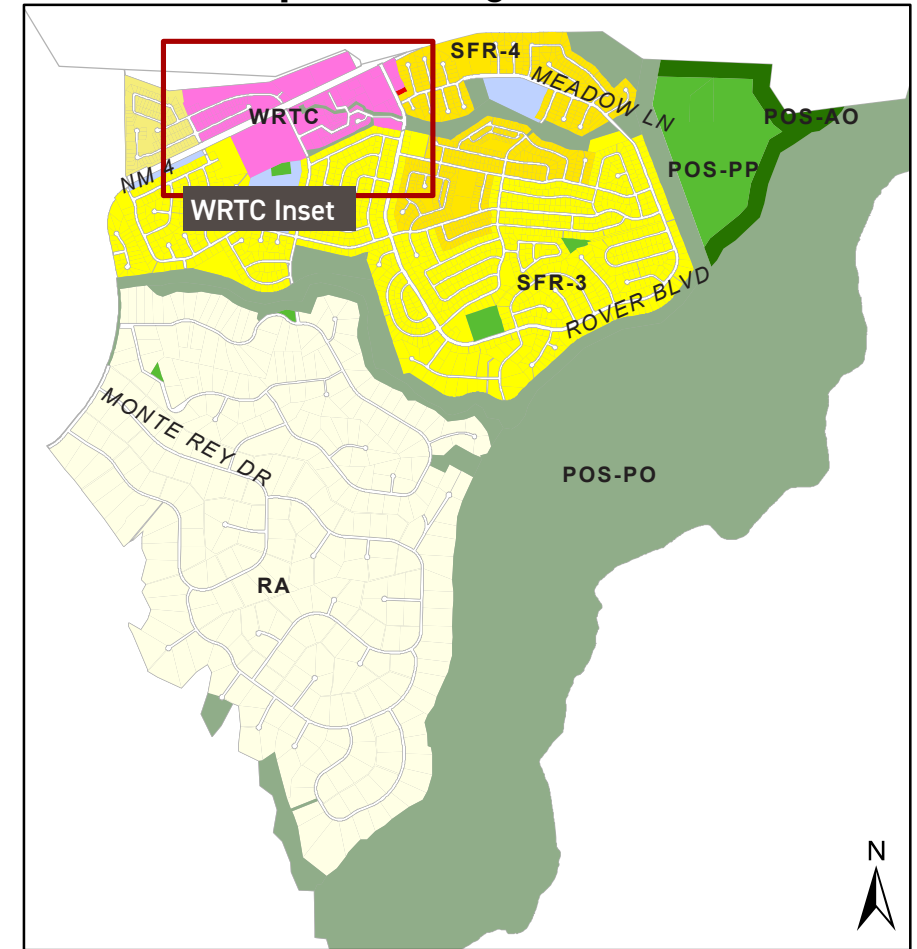 SFR-4
MEADOW LN
WRTC
POS-AO
POS-PP
NM 4
WRTC Inset
SFR-3
ROVER BLVD
MONTE REY DR
POS-PO
RA
N